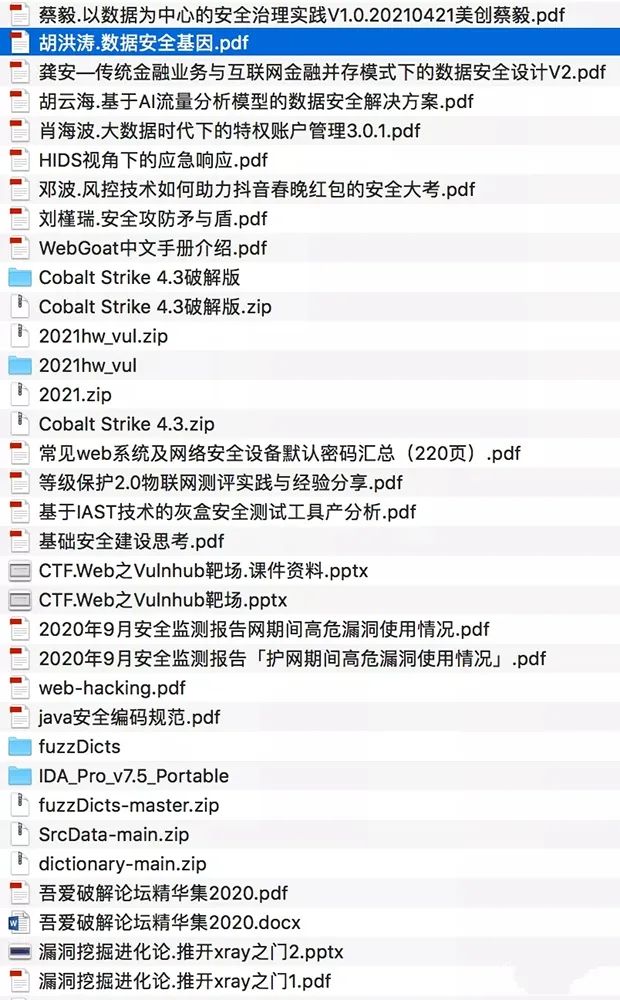 蔡毅.以数据为中心的安全治理实践V1.0.20210421美创蔡毅.pdf
胡洪涛.数据安全基因.pdf
龚安—传统金融业务与互联网金融并存模式下的数据安全设计V2.pdf
胡云海.基于AI流量分析模型的数据安全解决方案.pdf
肖海波.大数据时代下的特权账户管理3.0.1.pdf
HIDS视角下的应急响应.pdf
邓波.风控技术如何助力抖音春晚红包的安全大考.pdf
刘槿瑞.安全攻防矛与盾.pdf
WebGoat中文手册介绍.pdf
Cobalt Strike 4.3破解版
Cobalt Strike 4.3破解版.zip
2021hw_vul.zip
2021hw_vul
2021.zip
Cobalt Strike 4.3.zip
常见web系统及网络安全设备默认密码汇总（220页）.pdf
等级保护2.0物联网测评实践与经验分享.pdf
基于IAST技术的灰盒安全测试工具产分析.pdf
基础安全建设思考.pdf
CTF.Web之Vulnhub靶场.课件资料.pptx
CTF.Web之Vulnhub靶场.pptx
2020年9月安全监测报告网期间高危漏洞使用情况.pdf
2020年9月安全监测报告「护网期间高危漏洞使用情况」.pdf
web-hacking.pdf
java安全编码规范.pdf
fuzzDicts
IDA_Pro_v7.5_Portable
fuzzDicts-master.zip
SrcData-main.zip
dictionary-main.zip
吾爱破解论坛精华集2020.pdf
吾爱破解论坛精华集2020.docx
漏洞挖掘进化论.推开xray之门2.pptx
漏洞挖掘进化论.推开xray之门1.pdf